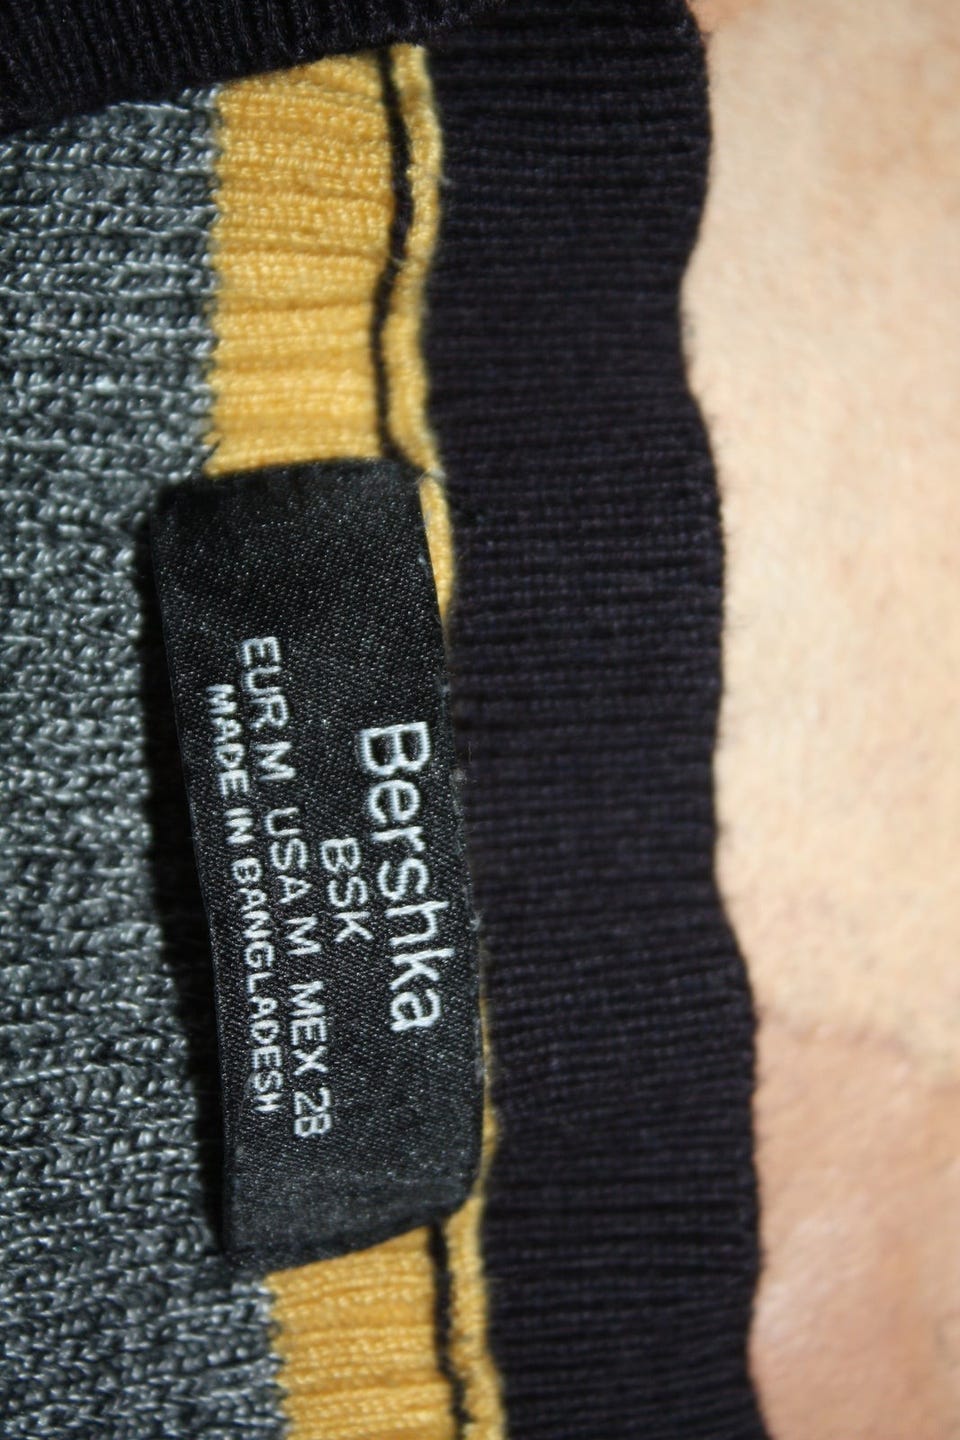 Bershka
BSK
EUR M USA M MEX 28
MADE IN BANGLADESH